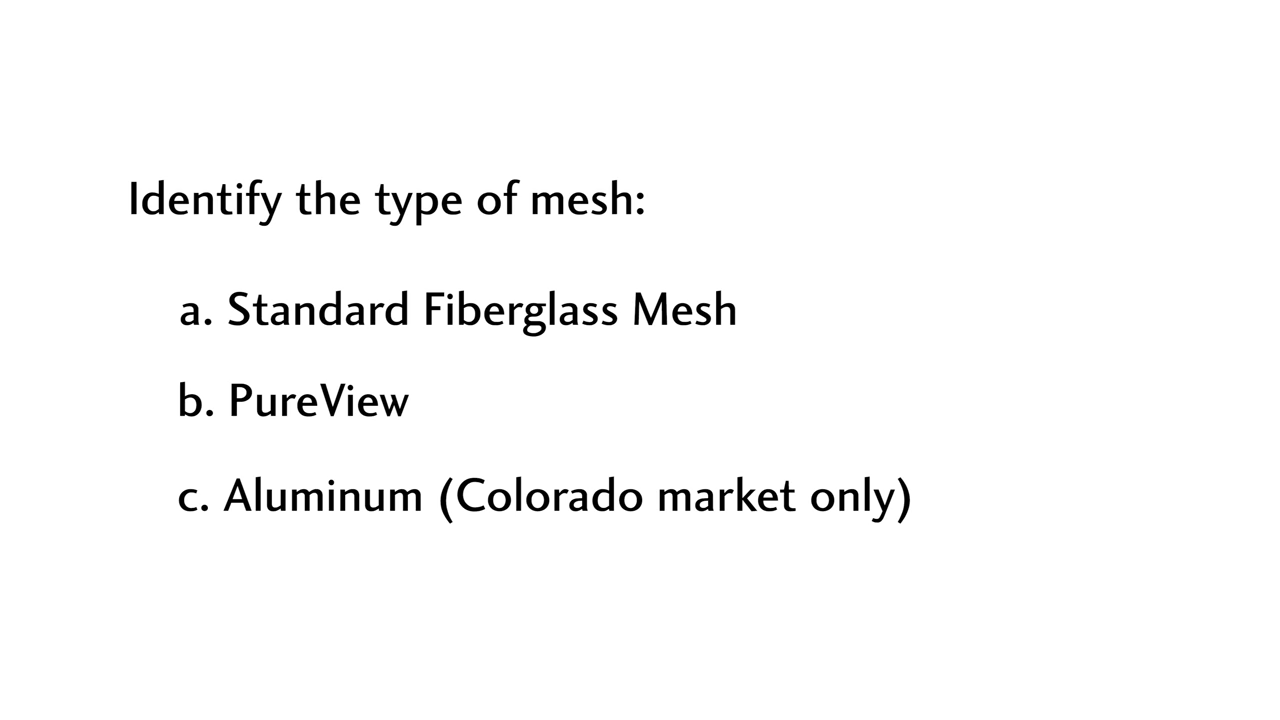 Identify the type of mesh:
a. Standard Fiberglass Mesh
b. PureView
c. Aluminum (Colorado market only)